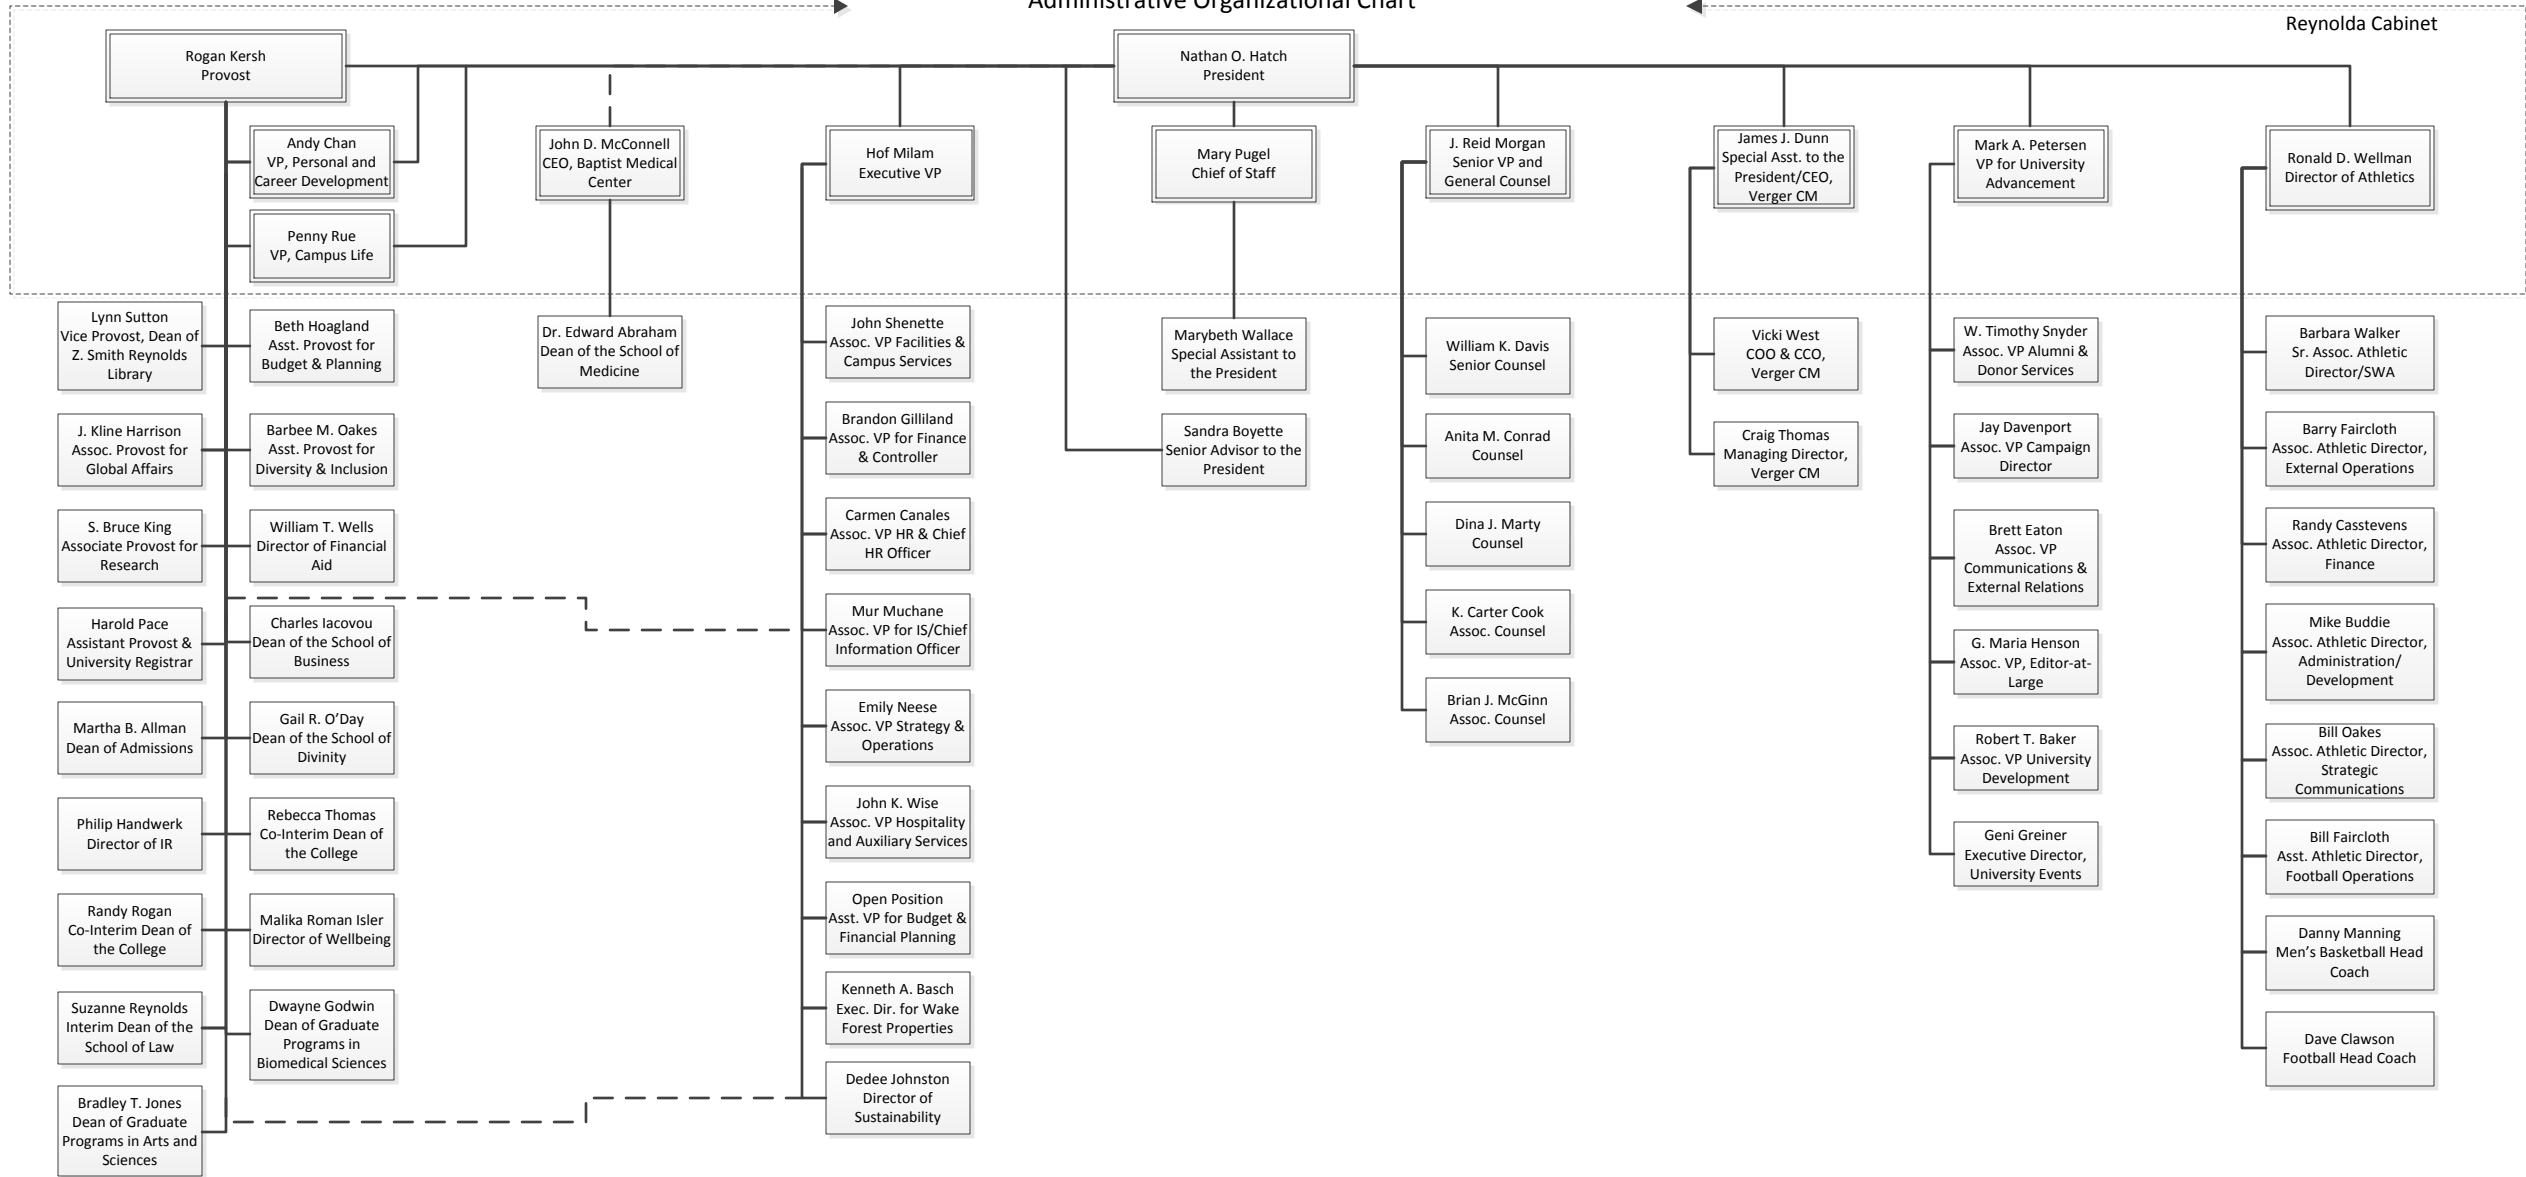 Administrative Organizational Chart
Reynolda Cabinet
Rogan Kersh
Provost
Nathan O. Hatch
President
Andy Chan
VP, Personal and
Career Development
Penny Rue
VP, Campus Life
John D. McConnell
CEO, Baptist Medical
Center
Hof Milam
Executive VP
Mary Pugel
Chief of Staff
J. Reid Morgan
Senior VP and
General Counsel
James J. Dunn
Special Asst. to the
President/CEO,
Verger CM
Mark A. Petersen
VP for University
Advancement
Ronald D. Wellman
Director of Athletics
Lynn Sutton
Vice Provost, Dean of
Z. Smith Reynolds
Library
J. Kline Harrison
Assoc. Provost for
Global Affairs
S. Bruce King
Associate Provost for
Research
Harold Pace
Assistant Provost &
University Registrar
Martha B. Allman
Dean of Admissions
Philip Handwerk
Director of IR
Randy Rogan
Co-Interim Dean of
the College
Suzanne Reynolds
Interim Dean of the
School of Law
Bradley T. Jones
Dean of Graduate
Programs in Arts and
Sciences
Beth Hoagland
Asst. Provost for
Budget & Planning
Barbee M. Oakes
Asst. Provost for
Diversity & Inclusion
William T. Wells
Director of Financial
Aid
Charles Iacovou
Dean of the School of
Business
Gail R. O’Day
Dean of the School of
Divinity
Rebecca Thomas
Co-Interim Dean of
the College
Malika Roman Isler
Director of Wellbeing
Dwayne Godwin
Dean of Graduate
Programs in
Biomedical Sciences
Dr. Edward Abraham
Dean of the School of
Medicine
John Shenette
Assoc. VP Facilities &
Campus Services
Brandon Gilliland
Assoc. VP for Finance
& Controller
Carmen Canales
Assoc. VP HR & Chief
HR Officer
Mur Muchane
Assoc. VP for IS/Chief
Information Officer
Emily Neese
Assoc. VP Strategy &
Operations
John K. Wise
Assoc. VP Hospitality
and Auxiliary Services
Open Position
Asst. VP for Budget &
Financial Planning
Kenneth A. Basch
Exec. Dir. for Wake
Forest Properties
Dedee Johnston
Director of
Sustainability
Marybeth Wallace
Special Assistant to
the President
Sandra Boyette
Senior Advisor to the
President
William K. Davis
Senior Counsel
Anita M. Conrad
Counsel
Dina J. Marty
Counsel
K. Carter Cook
Assoc. Counsel
Brian J. McGinn
Assoc. Counsel
Vicki West
COO & CCO,
Verger CM
Craig Thomas
Managing Director,
Verger CM
W. Timothy Snyder
Assoc. VP Alumni &
Donor Services
Jay Davenport
Assoc. VP Campaign
Director
Brett Eaton
Assoc. VP
Communications &
External Relations
G. Maria Henson
Assoc. VP, Editor-at-
Large
Robert T. Baker
Assoc. VP University
Development
Geni Greiner
Executive Director,
University Events
Barbara Walker
Sr. Assoc. Athletic
Director/SWA
Barry Faircloth
Assoc. Athletic Director,
External Operations
Randy Casstevens
Assoc. Athletic Director,
Finance
Mike Buddie
Assoc. Athletic Director,
Administration/
Development
Bill Oakes
Assoc. Athletic Director,
Strategic
Communications
Bill Faircloth
Asst. Athletic Director,
Football Operations
Danny Manning
Men’s Basketball Head
Coach
Dave Clawson
Football Head Coach